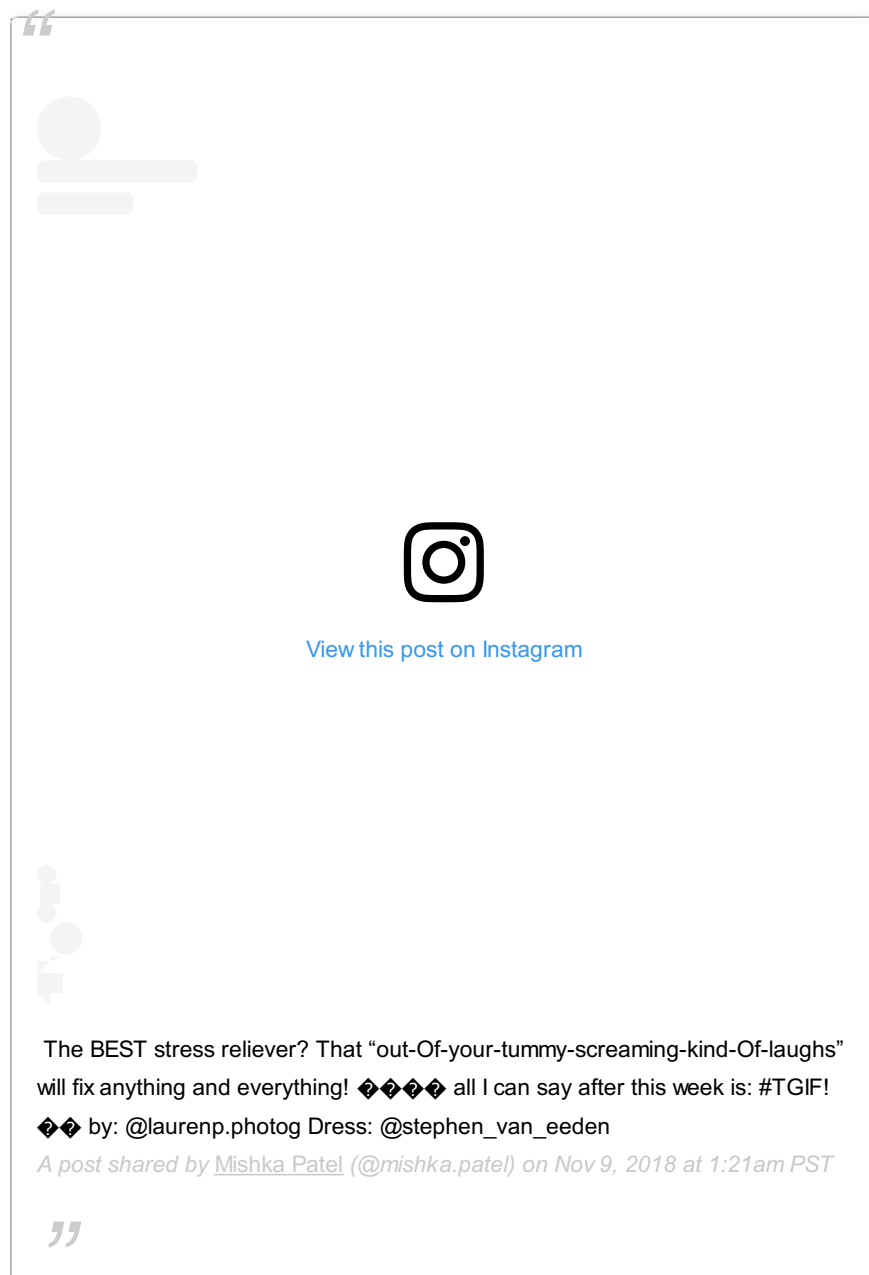 “
View this post on Instagram
The BEST stress reliever? That “out-Of-your-tummy-screaming-kind-Of-laughs”
will fix anything and everything! ���� all I can say after this week is: #TGIF!
�� by: @laurenp.photog Dress: @stephen_van_eeden
A post shared by Mishka Patel (@mishka.patel) on Nov 9, 2018 at 1:21am PST
”